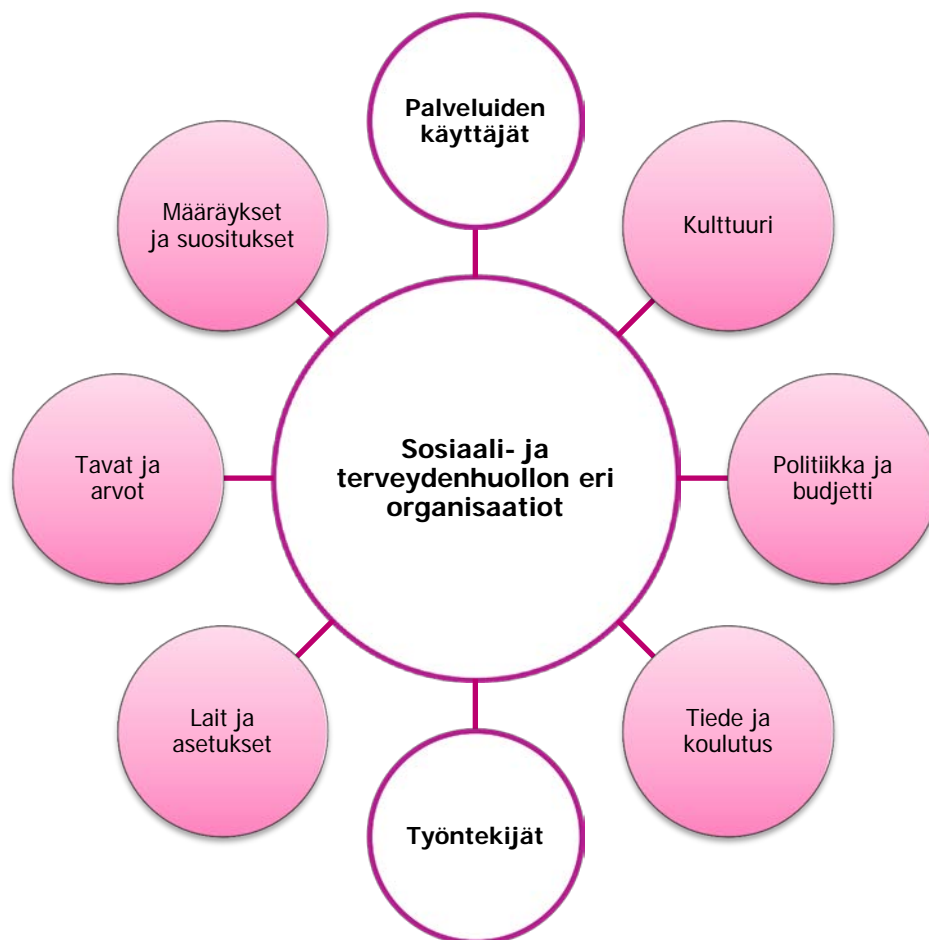 Palveluiden
käyttäjät
Kulttuuri
Politiikka ja
budjetti
Tiede ja
koulutus
Työntekijät
Lait ja
asetukset
Tavat ja
arvot
Määräykset
ja suositukset
Sosiaali- ja
terveydenhuollon eri
organisaatiot